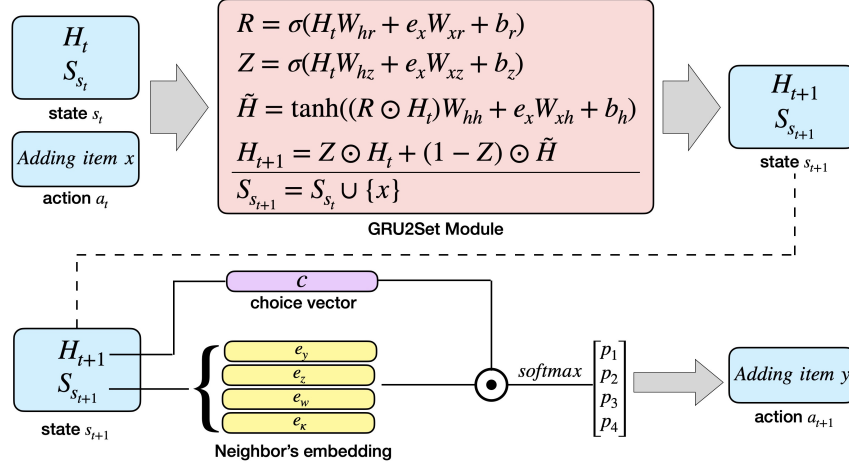 H_t
S_{s_t}
state s_t
Adding item x
action a_t
R = σ(H_t W_{hr} + e_x W_{xr} + b_r)
Z = σ(H_t W_{hz} + e_x W_{xz} + b_z)
H̃ = tanh((R ⊙ H_t)W_{hh} + e_x W_{xh} + b_h)
H_{t+1} = Z ⊙ H_t + (1 − Z) ⊙ H̃
S_{s_{t+1}} = S_{s_t} ∪ {x}
GRU2Set Module
H_{t+1}
S_{s_{t+1}}
state s_{t+1}
c
choice vector
H_{t+1}
S_{s_{t+1}}
state s_{t+1}
e_y
e_z
e_w
e_κ
Neighbor's embedding
softmax
p_1
p_2
p_3
p_4
Adding item y
action a_{t+1}